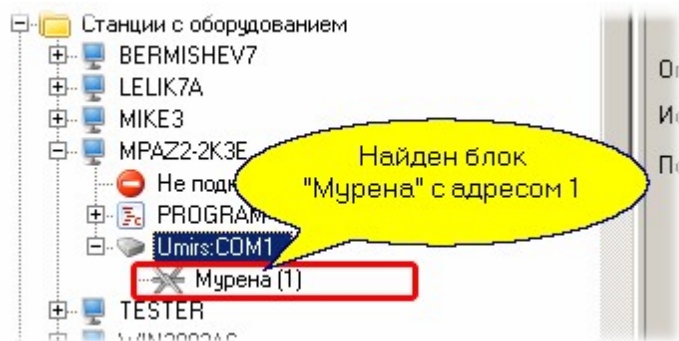 Станции с оборудованием
BERMISHEV7
LELIK7A
MIKE3
MPAZ2-2K3E
Найден блок
"Мурена" с адресом 1
Не
PROGRAM
Umirs:COM1
Мурена (1)
TESTER